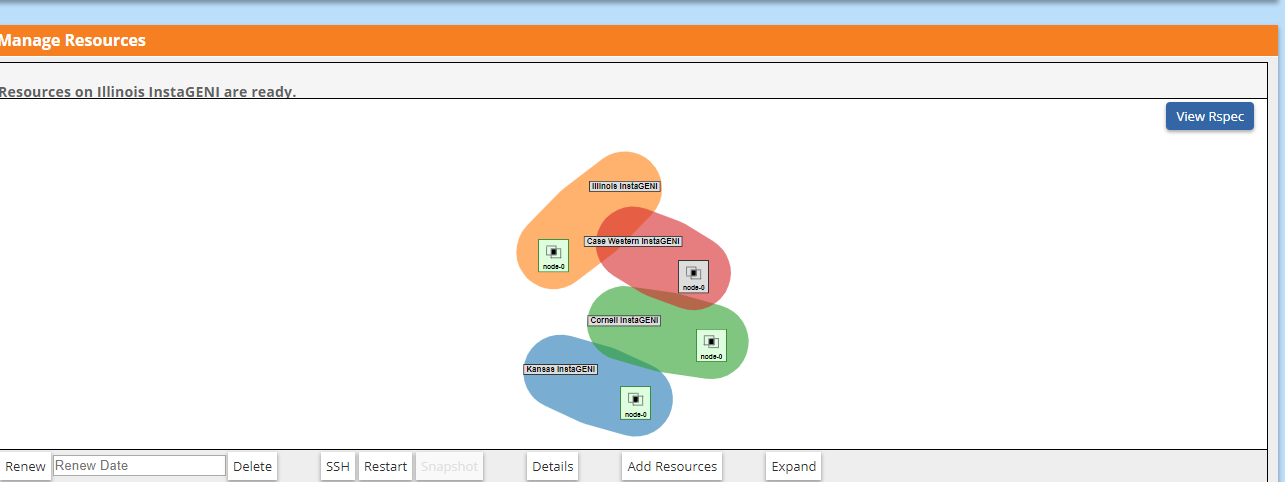 Manage Resources
Resources on Illinois InstaGENI are ready.
View Rspec
Illinois InstaGENI
Case Western InstaGENI
node-0
node-0
Cornell InstaGENI
node-0
Kansas InstaGENI
node-0
Renew Renew Date Delete SSH Restart Snapshot Details Add Resources Expand